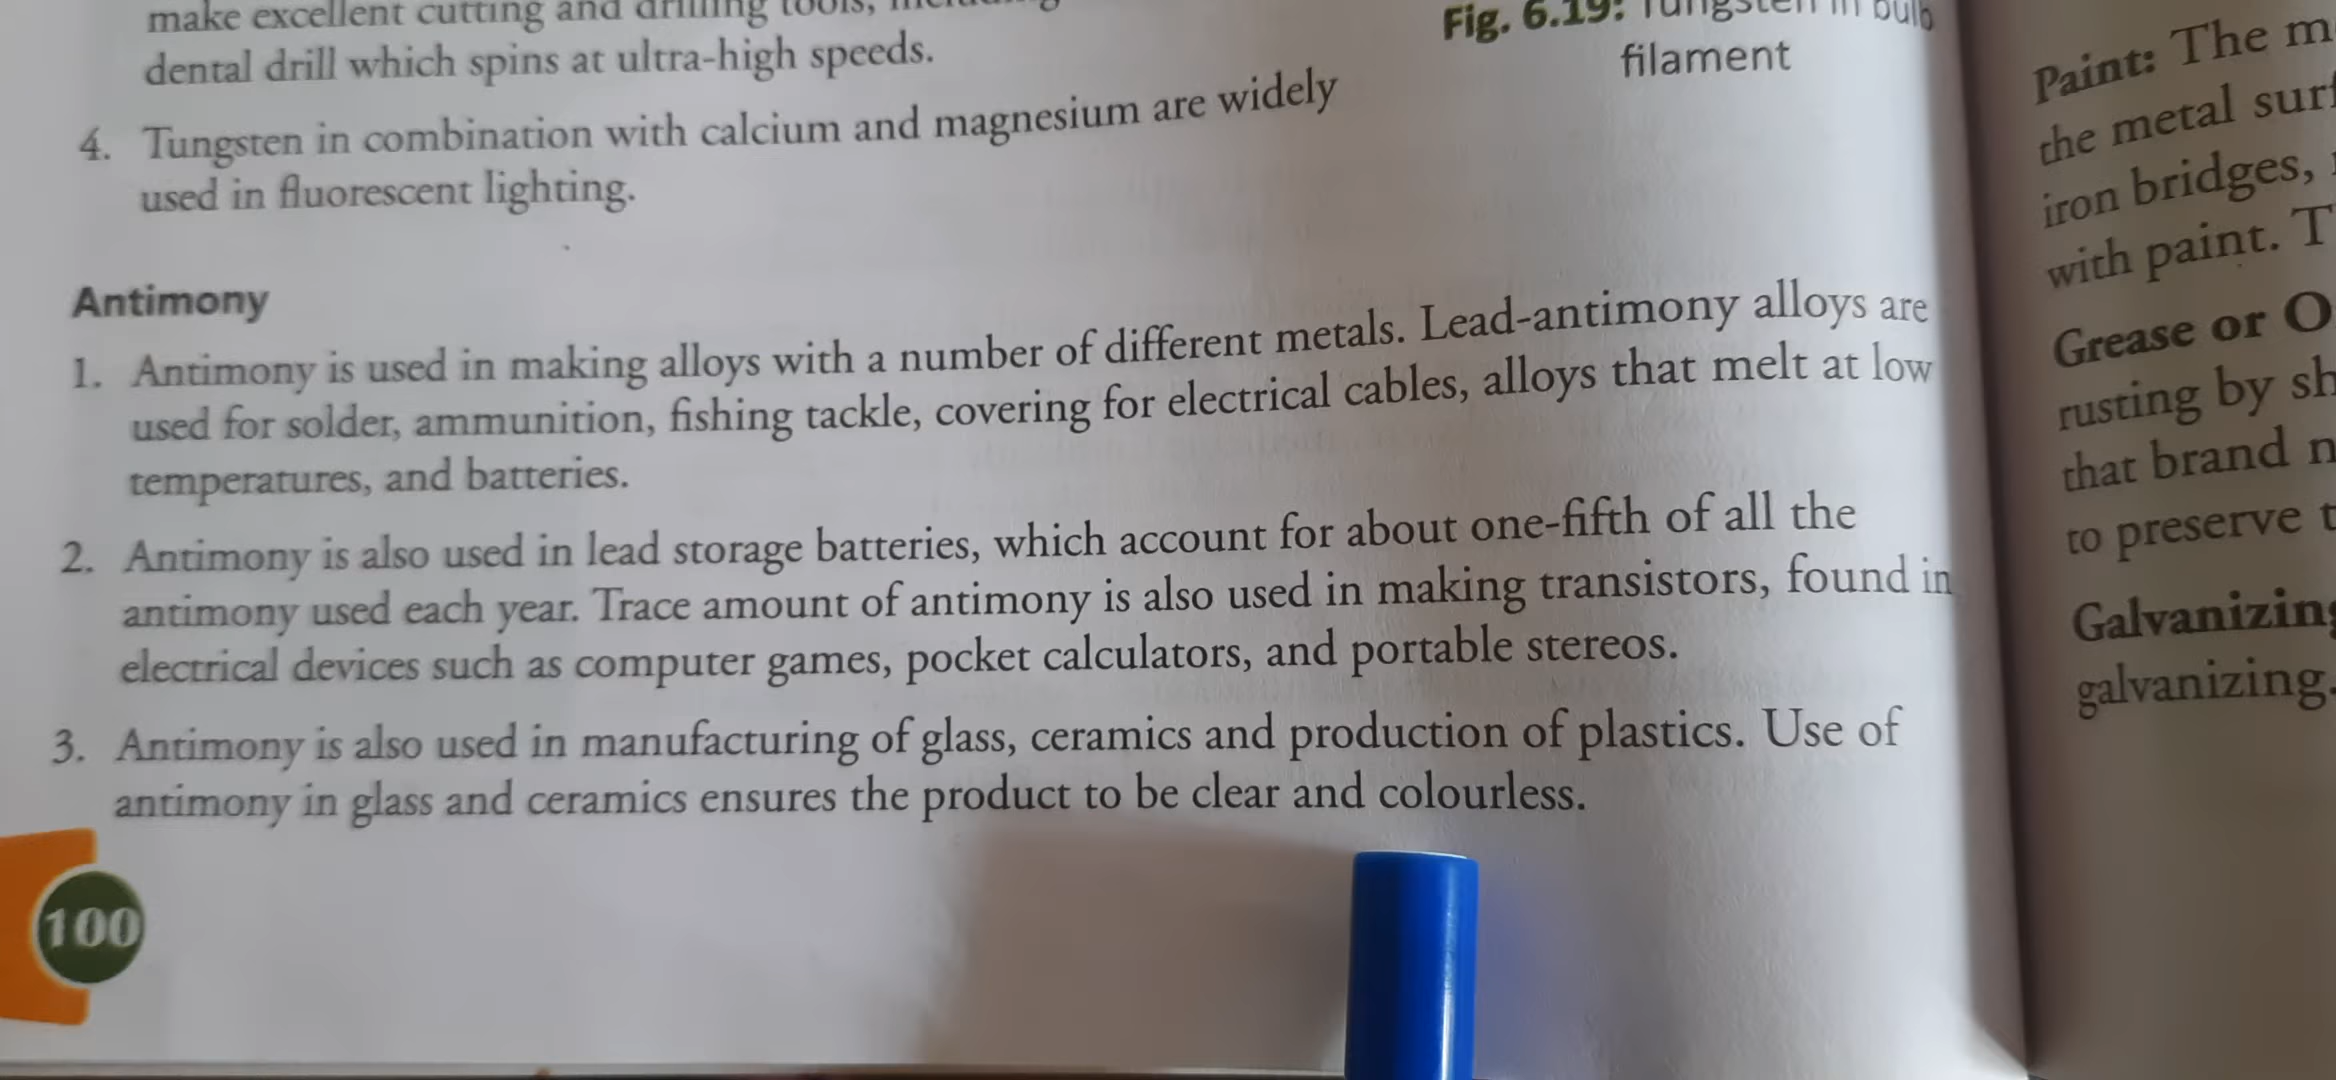 make excellent cutting and drilling tools,
dental drill which spins at ultra-high speeds.
4. Tungsten in combination with calcium and magnesium are widely
used in fluorescent lighting.
Fig. 6.19: Tungsten in bulb
filament
Antimony
1. Antimony is used in making alloys with a number of different metals. Lead-antimony alloys are
used for solder, ammunition, fishing tackle, covering for electrical cables, alloys that melt at low
temperatures, and batteries.
2. Antimony is also used in lead storage batteries, which account for about one-fifth of all the
antimony used each year. Trace amount of antimony is also used in making transistors, found in
electrical devices such as computer games, pocket calculators, and portable stereos.
3. Antimony is also used in manufacturing of glass, ceramics and production of plastics. Use of
antimony in glass and ceramics ensures the product to be clear and colourless.
100
Paint: The
the metal
iron bridges,
with paint.
Grease or
rusting by
that brand
to preserve
Galvanizing
galvanizing.